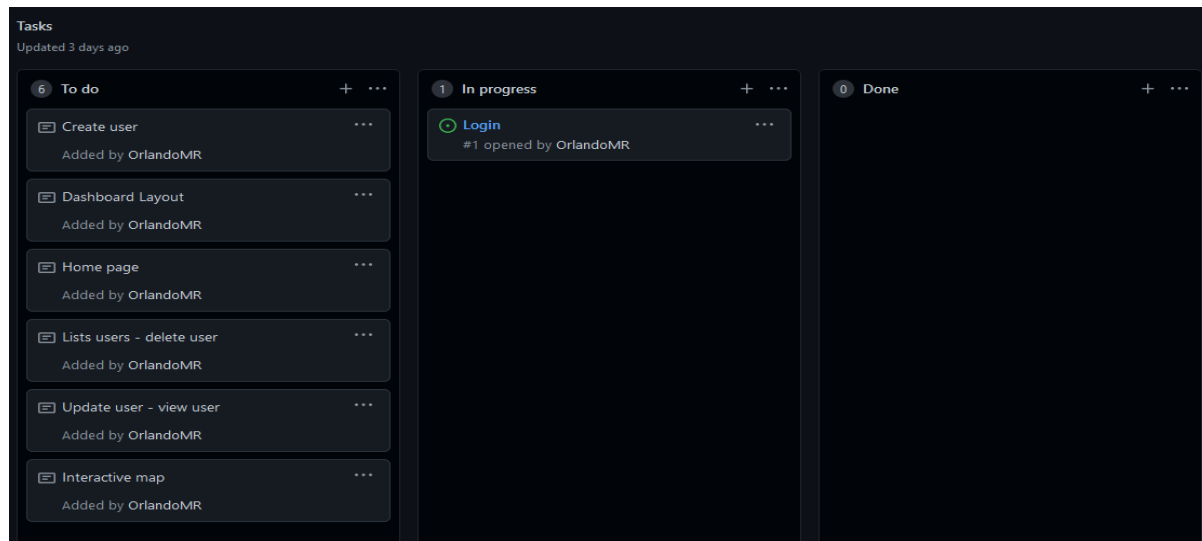 Tasks
Updated 3 days ago
6 To do
Create user
Added by OrlandoMR
Dashboard Layout
Added by OrlandoMR
Home page
Added by OrlandoMR
Lists users - delete user
Added by OrlandoMR
Update user - view user
Added by OrlandoMR
Interactive map
Added by OrlandoMR
1 In progress
Login
#1 opened by OrlandoMR
0 Done